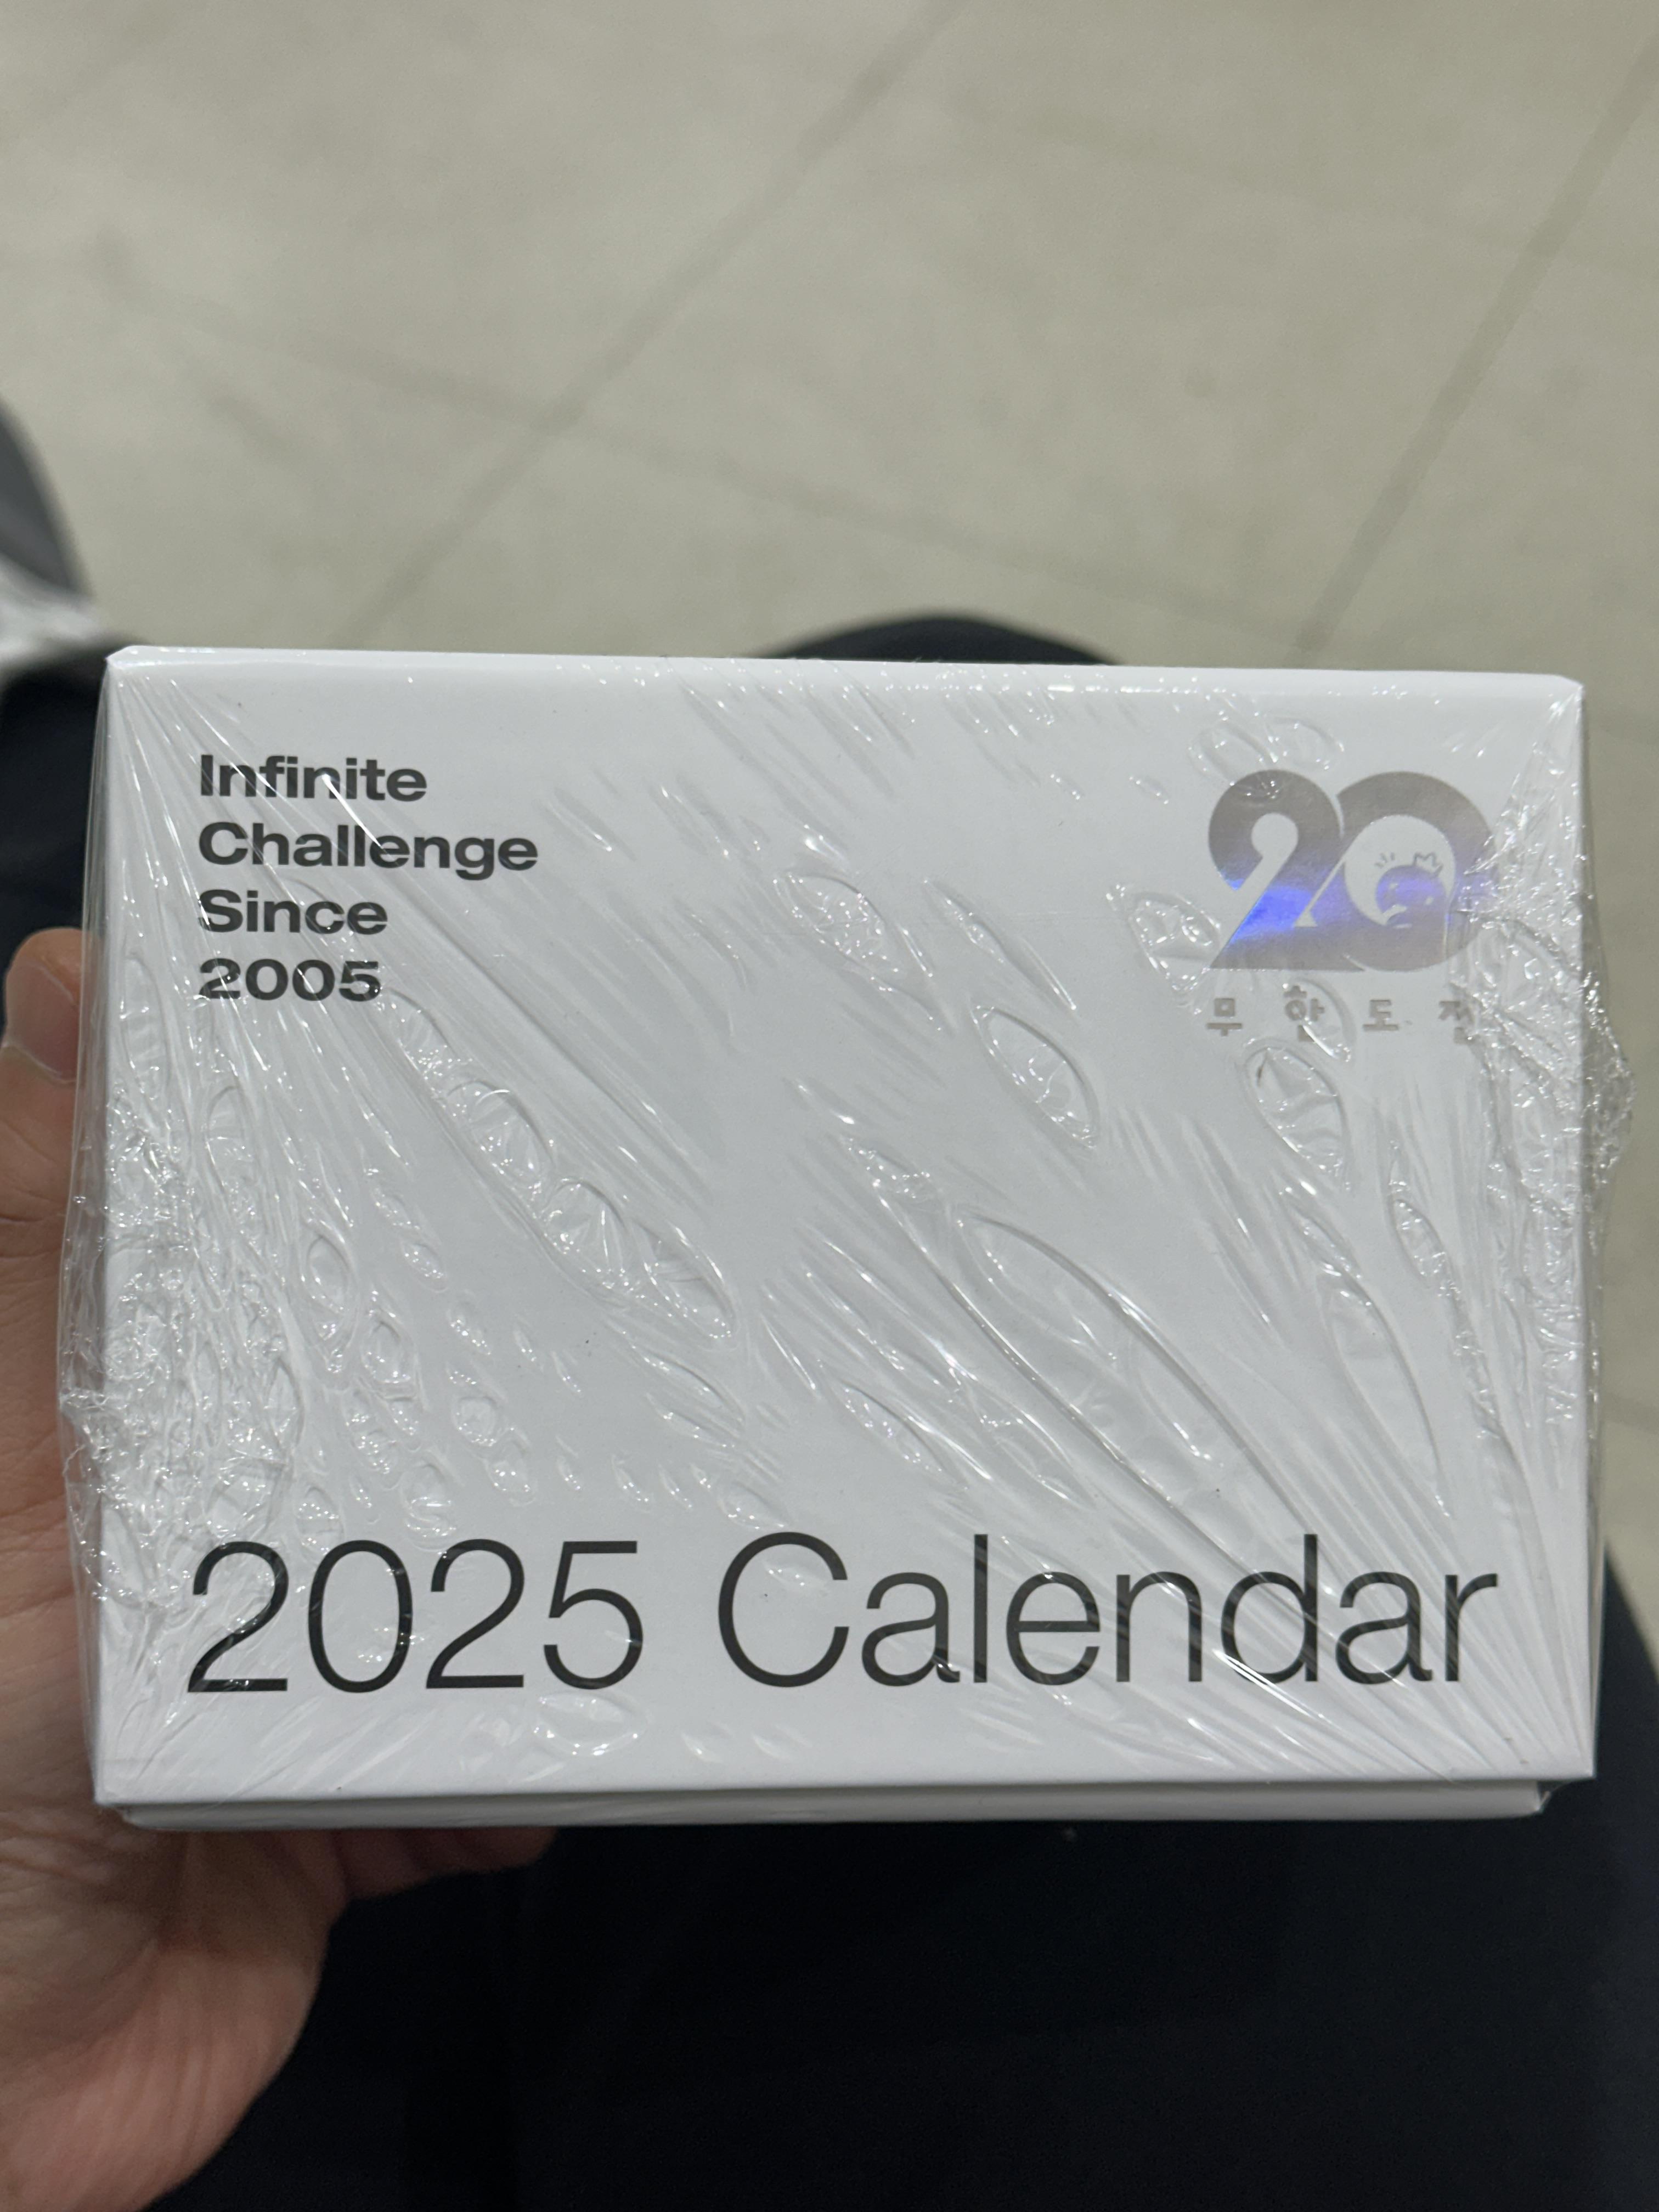 Infinite
Challenge
Since
2005
20
무한도전
2025 Calendar